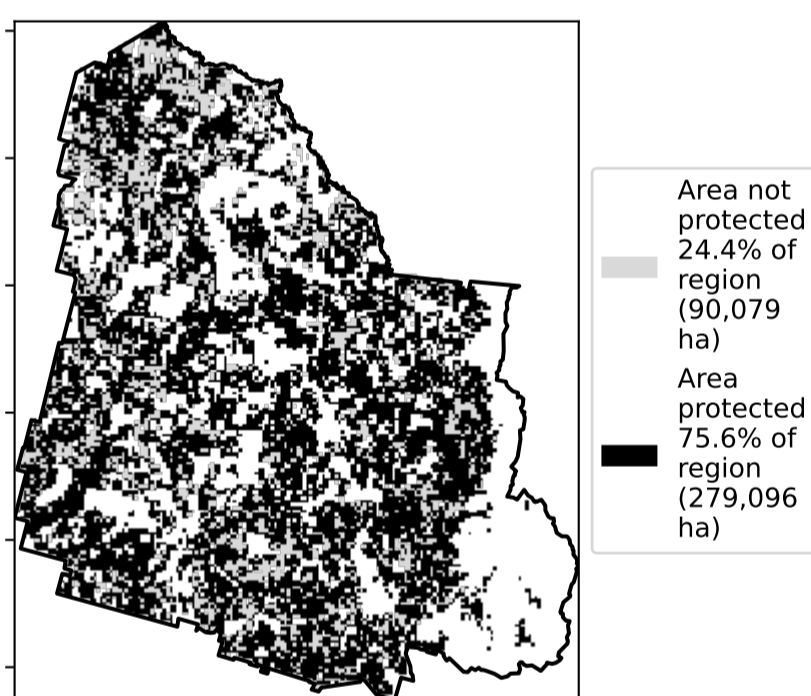 Area not
protected
24.4% of
region
(90,079
ha)
Area
protected
75.6% of
region
(279,096
ha)